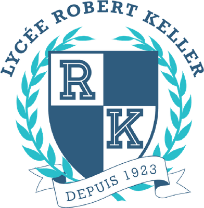 LYCÉE ROBERT KELLER
R
K
DEPUIS 1923